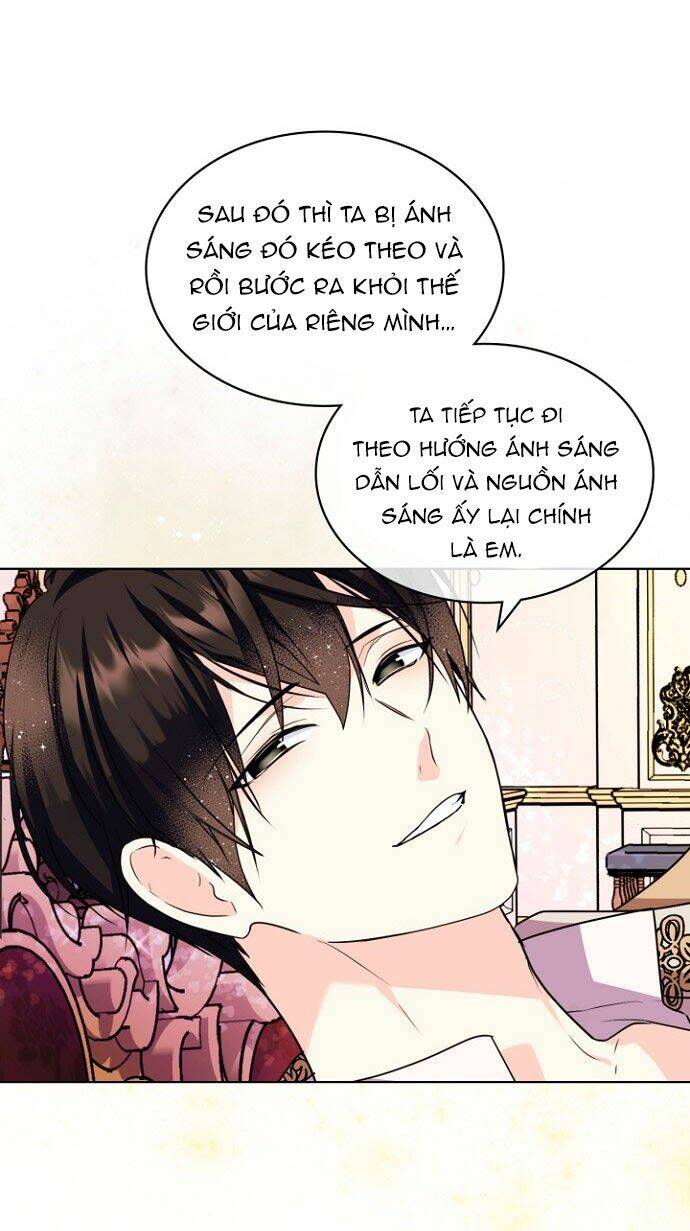 SAU ĐÓ THÌ TA BỊ ÁNH
SÁNG ĐÓ KÉO THEO VÀ
RỒI BƯỚC RA KHỎI THẾ
GIỚI CỦA RIÊNG MÌNH...
TA TIẾP TỤC ĐI
THEO HƯỚNG ÁNH SÁNG
DẪN LỐI VÀ NGUỒN ÁNH
SÁNG ẤY LẠI CHÍNH
LÀ EM.